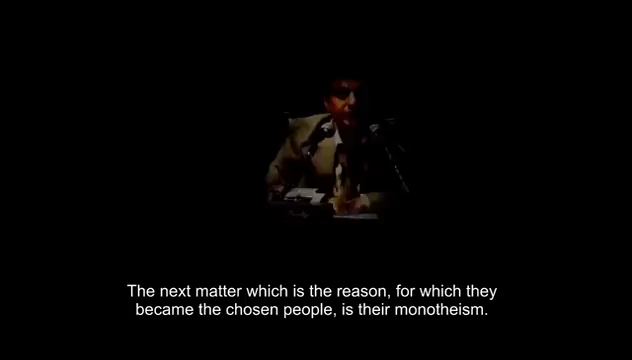 The next matter which is the reason, for which they
became the chosen people, is their monotheism.